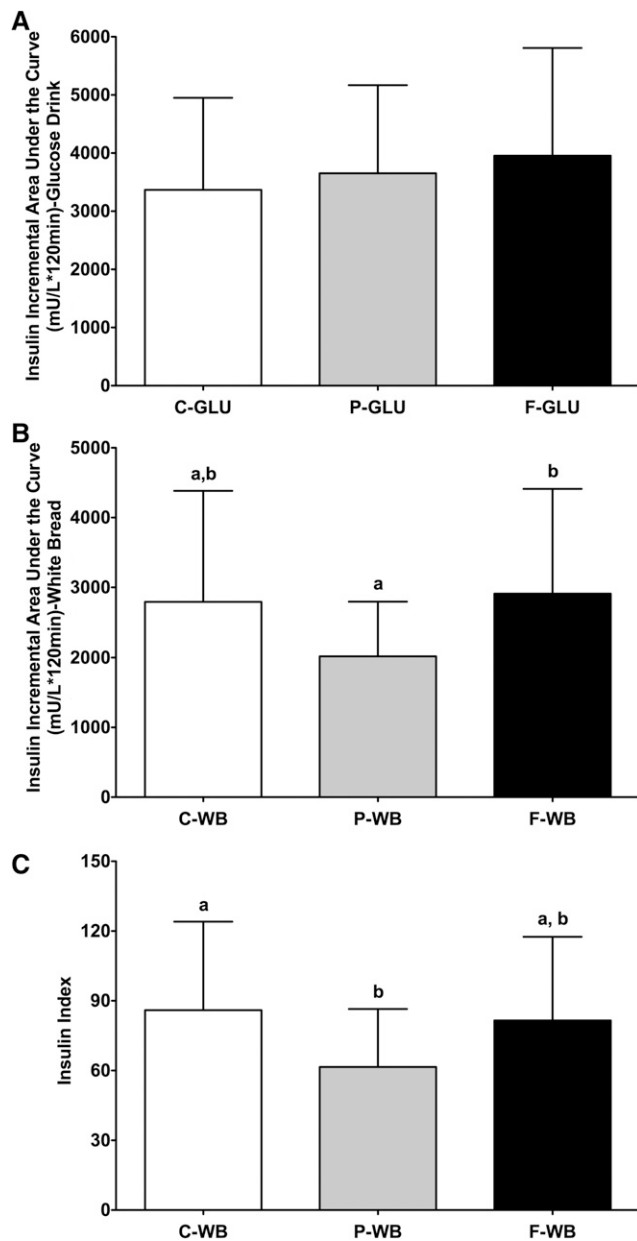 A
Insulin Incremental Area Under the Curve
(mU/L*120min)-Glucose Drink
6000
5000
4000
3000
2000
1000
0
C-GLU P-GLU F-GLU
B
Insulin Incremental Area Under the Curve
(mU/L*120min)-White Bread
5000
4000
3000
2000
1000
0
a,b
a
b
C-WB P-WB F-WB
C
Insulin Index
150
120
90
60
30
0
a
b
a, b
C-WB P-WB F-WB